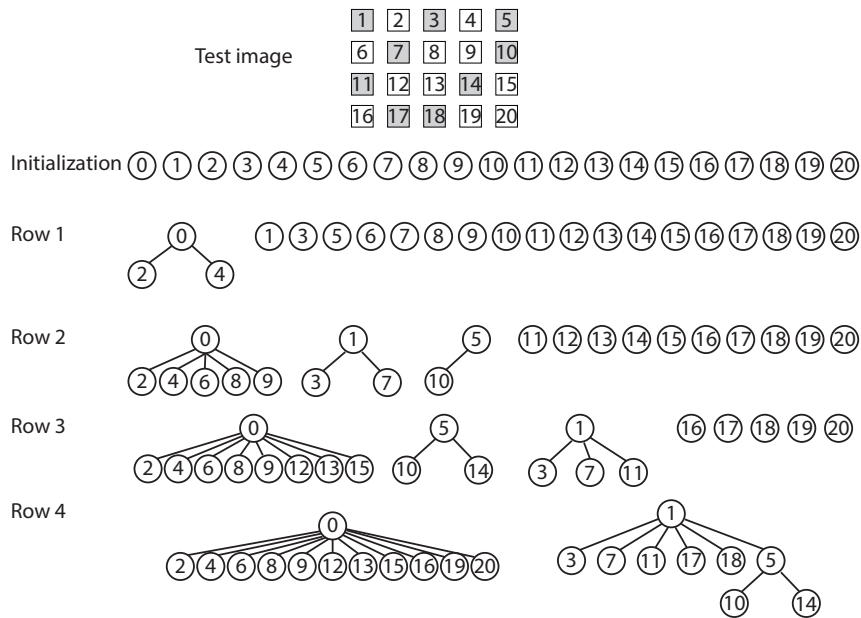 1 2 3 4 5
Test image
6 7 8 9 10
11 12 13 14 15
16 17 18 19 20
Initialization 0 1 2 3 4 5 6 7 8 9 10 11 12 13 14 15 16 17 18 19 20
Row 1 0 1 3 5 6 7 8 9 10 11 12 13 14 15 16 17 18 19 20
2 4
Row 2 0 1 5 11 12 13 14 15 16 17 18 19 20
2 4 6 8 9 3 7 10
Row 3 0 5 1 16 17 18 19 20
2 4 6 8 9 12 13 15 10 14 3 7 11
Row 4 0 1
2 4 6 8 9 12 13 15 16 19 20 3 7 11 17 18 5
10 14